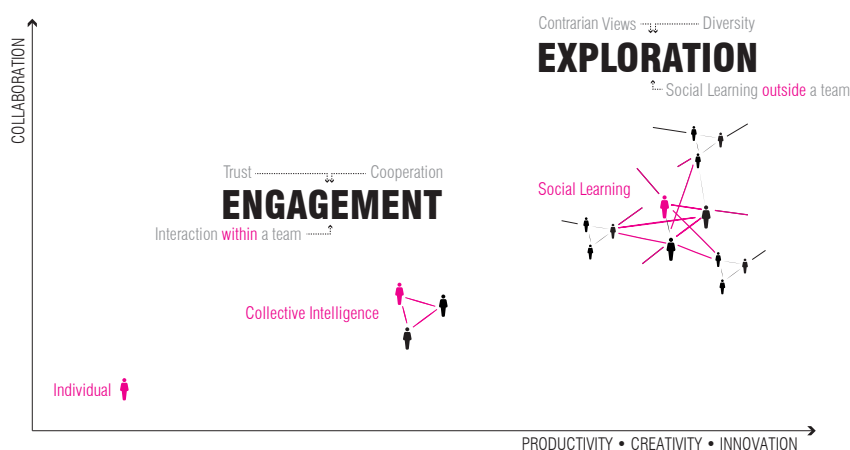 Contrarian Views
Diversity
EXPLORATION
Social Learning outside a team
COLLABORATION
Trust
Cooperation
ENGAGEMENT
Interaction within a team
Social Learning
Collective Intelligence
Individual
PRODUCTIVITY • CREATIVITY • INNOVATION